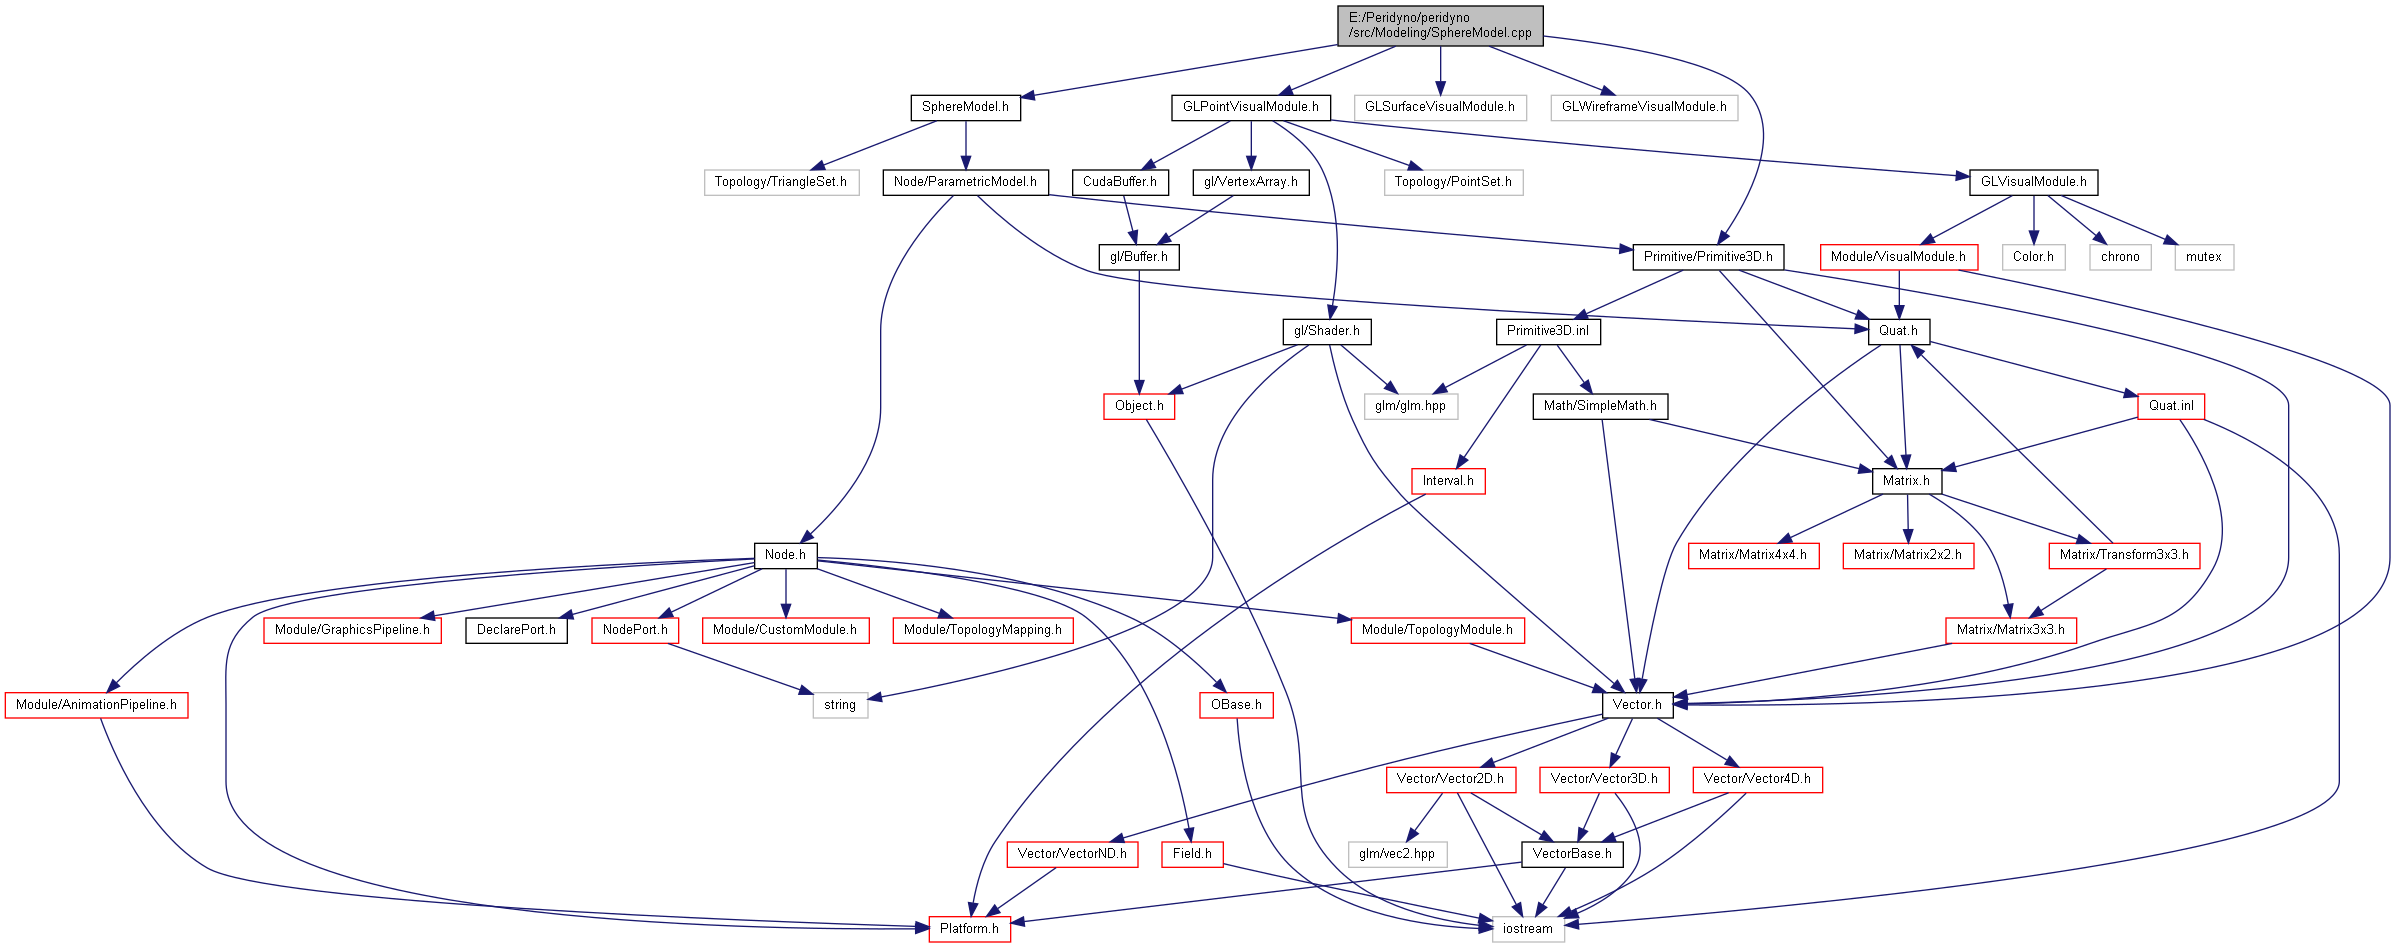 E:/Peridyno/peridyno
/src/Modeling/SphereModel.cpp
SphereModel.h
GLPointVisualModule.h
GLSurfaceVisualModule.h
GLWireframeVisualModule.h
Topology/TriangleSet.h
Node/ParametricModel.h
CudaBuffer.h
gl/VertexArray.h
Topology/PointSet.h
GLVisualModule.h
gl/Buffer.h
Primitive/Primitive3D.h
Module/VisualModule.h
Color.h
chrono
mutex
gl/Shader.h
Primitive3D.inl
Quat.h
Object.h
glm/glm.hpp
Math/SimpleMath.h
Quat.inl
Interval.h
Matrix.h
Node.h
Matrix/Matrix4x4.h
Matrix/Matrix2x2.h
Matrix/Transform3x3.h
Module/GraphicsPipeline.h
DeclarePort.h
NodePort.h
Module/CustomModule.h
Module/TopologyMapping.h
Module/TopologyModule.h
Matrix/Matrix3x3.h
Module/AnimationPipeline.h
string
OBase.h
Vector.h
Vector/Vector2D.h
Vector/Vector3D.h
Vector/Vector4D.h
Vector/VectorND.h
Field.h
glm/vec2.hpp
VectorBase.h
Platform.h
iostream